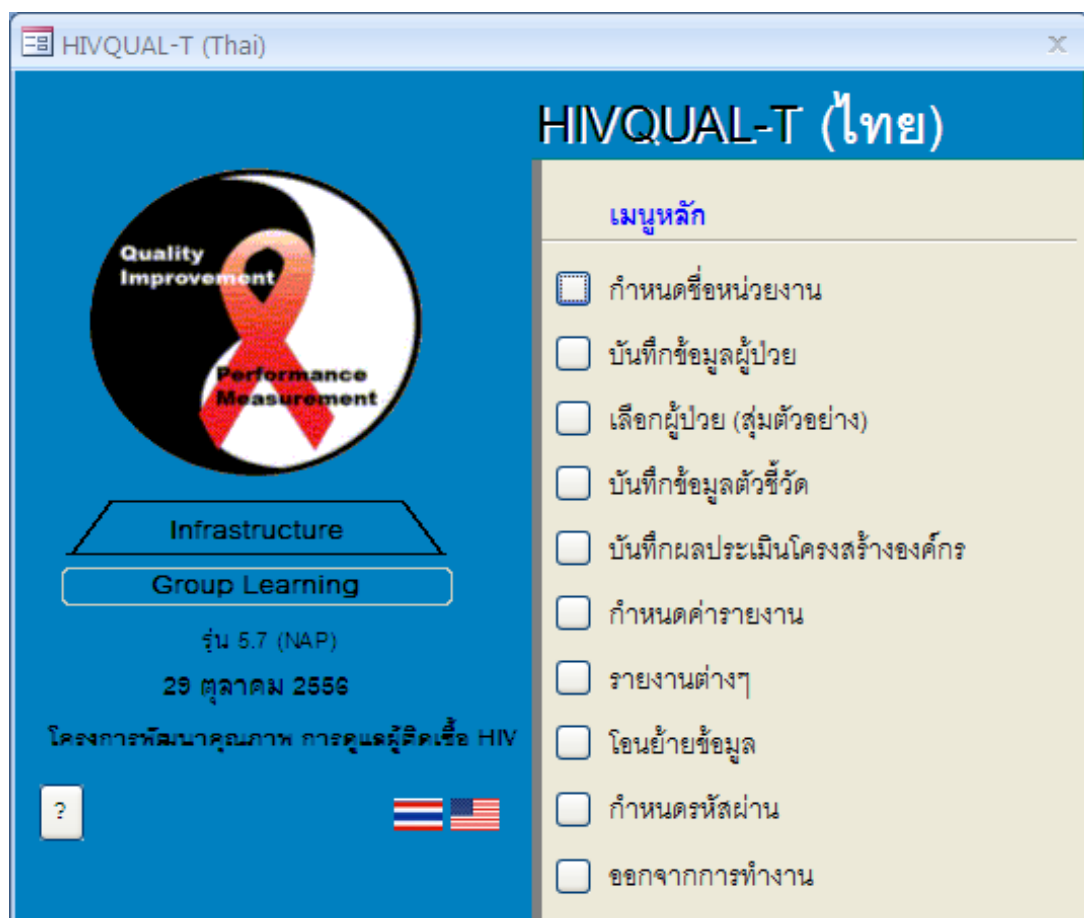 HIVQUAL-T (Thai)
HIVQUAL-T (ไทย)
Quality
Improvement
Performance
Measurement
Infrastructure
Group Learning
รุ่น 5.7 (NAP)
29 ตุลาคม 2556
โครงการพัฒนาคุณภาพ การดูแลผู้ติดเชื้อ HIV
?
เมนูหลัก
กำหนดชื่อหน่วยงาน
บันทึกข้อมูลผู้ป่วย
เลือกผู้ป่วย (สุ่มตัวอย่าง)
บันทึกข้อมูลตัวชี้วัด
บันทึกผลประเมินโครงสร้างองค์กร
กำหนดค่ารายงาน
รายงานต่างๆ
โอนย้ายข้อมูล
กำหนดรหัสผ่าน
ออกจากการทำงาน